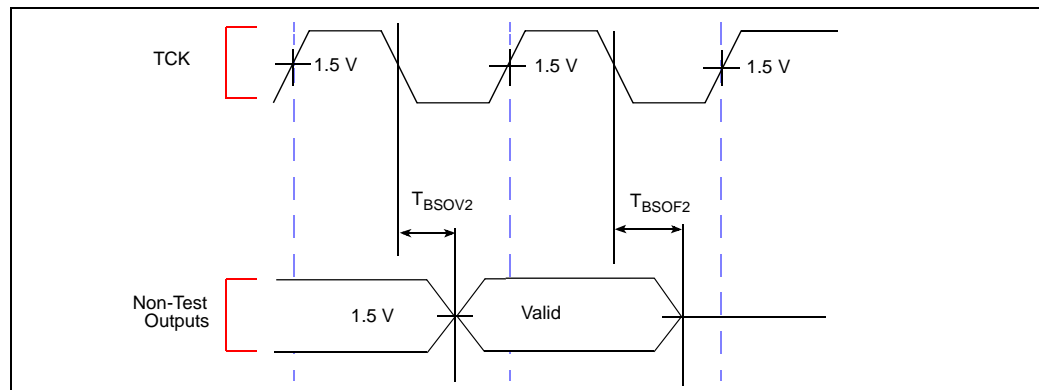 TCK
1.5 V
1.5 V
1.5 V
TBSOV2
TBSOF2
Non-Test
Outputs
1.5 V
Valid